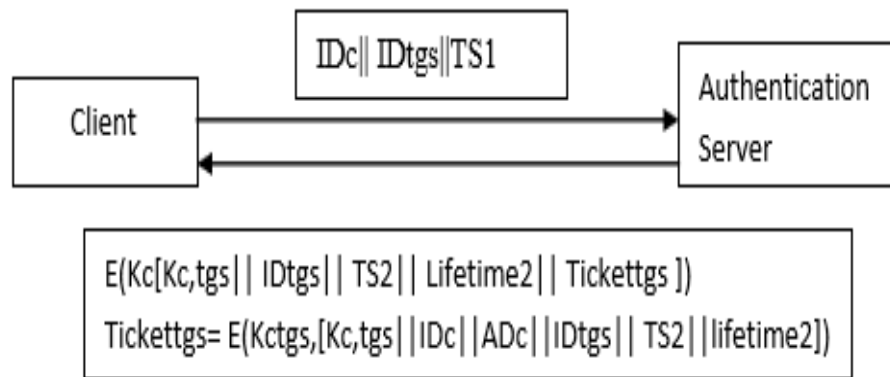 IDc|| IDtgs||TS1
Client
Authentication
Server
E(Kc[Kc,tgs|| IDtgs|| TS2|| Lifetime2|| Tickettgs ])
Tickettgs= E(Kctgs,[Kc,tgs||IDc||ADc||IDtgs|| TS2||lifetime2])